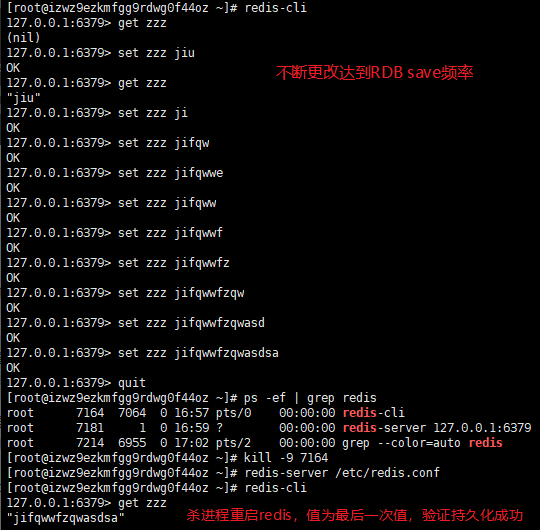 [root@izwz9ezkmfgg9rdwg0f44oz ~]# redis-cli
127.0.0.1:6379> get zzz
(nil)
127.0.0.1:6379> set zzz jiu
OK
不断更改达到RDB save频率
127.0.0.1:6379> get zzz
"jiu"
127.0.0.1:6379> set zzz ji
OK
127.0.0.1:6379> set zzz jifqw
OK
127.0.0.1:6379> set zzz jifqwwe
OK
127.0.0.1:6379> set zzz jifqww
OK
127.0.0.1:6379> set zzz jifqwwf
OK
127.0.0.1:6379> set zzz jifqwwfz
OK
127.0.0.1:6379> set zzz jifqwwfzqw
OK
127.0.0.1:6379> set zzz jifqwwfzqwasd
OK
127.0.0.1:6379> set zzz jifqwwfzqwasdsa
OK
127.0.0.1:6379> quit
[root@izwz9ezkmfgg9rdwg0f44oz ~]# ps -ef | grep redis
root      7164  7064  0 16:57 pts/0    00:00:00 redis-cli
root      7181     1  0 16:59 ?        00:00:00 redis-server 127.0.0.1:6379
root      7214  6955  0 17:02 pts/2    00:00:00 grep --color=auto redis
[root@izwz9ezkmfgg9rdwg0f44oz ~]# kill -9 7164
[root@izwz9ezkmfgg9rdwg0f44oz ~]# redis-server /etc/redis.conf
[root@izwz9ezkmfgg9rdwg0f44oz ~]# redis-cli
127.0.0.1:6379> get zzz
"jifqwwfzqwasdsa"
杀进程重启redis，值为最后一次值，验证持久化成功